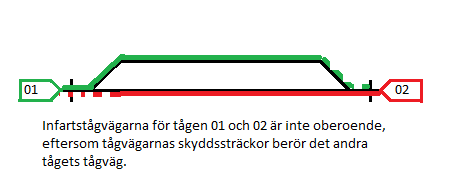 01
02
Infartstågvägarna för tågen 01 och 02 är inte oberoende,
eftersom tågvägarnas skyddssträckor berör det andra
tågets tågväg.